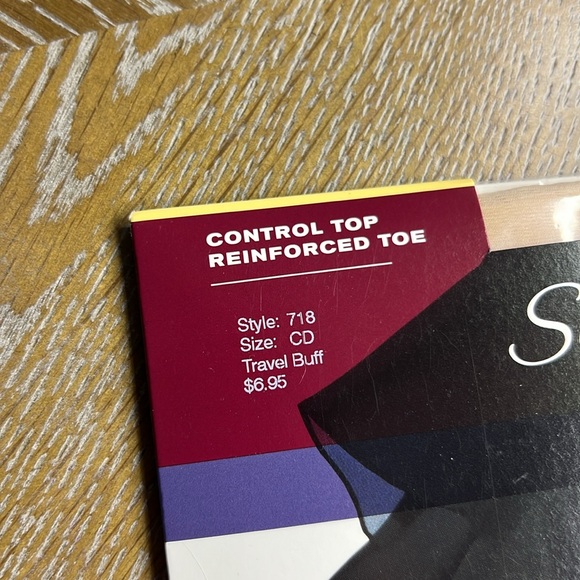 CONTROL TOP
REINFORCED TOE
Style: 718
Size: CD
Travel Buff
$6.95